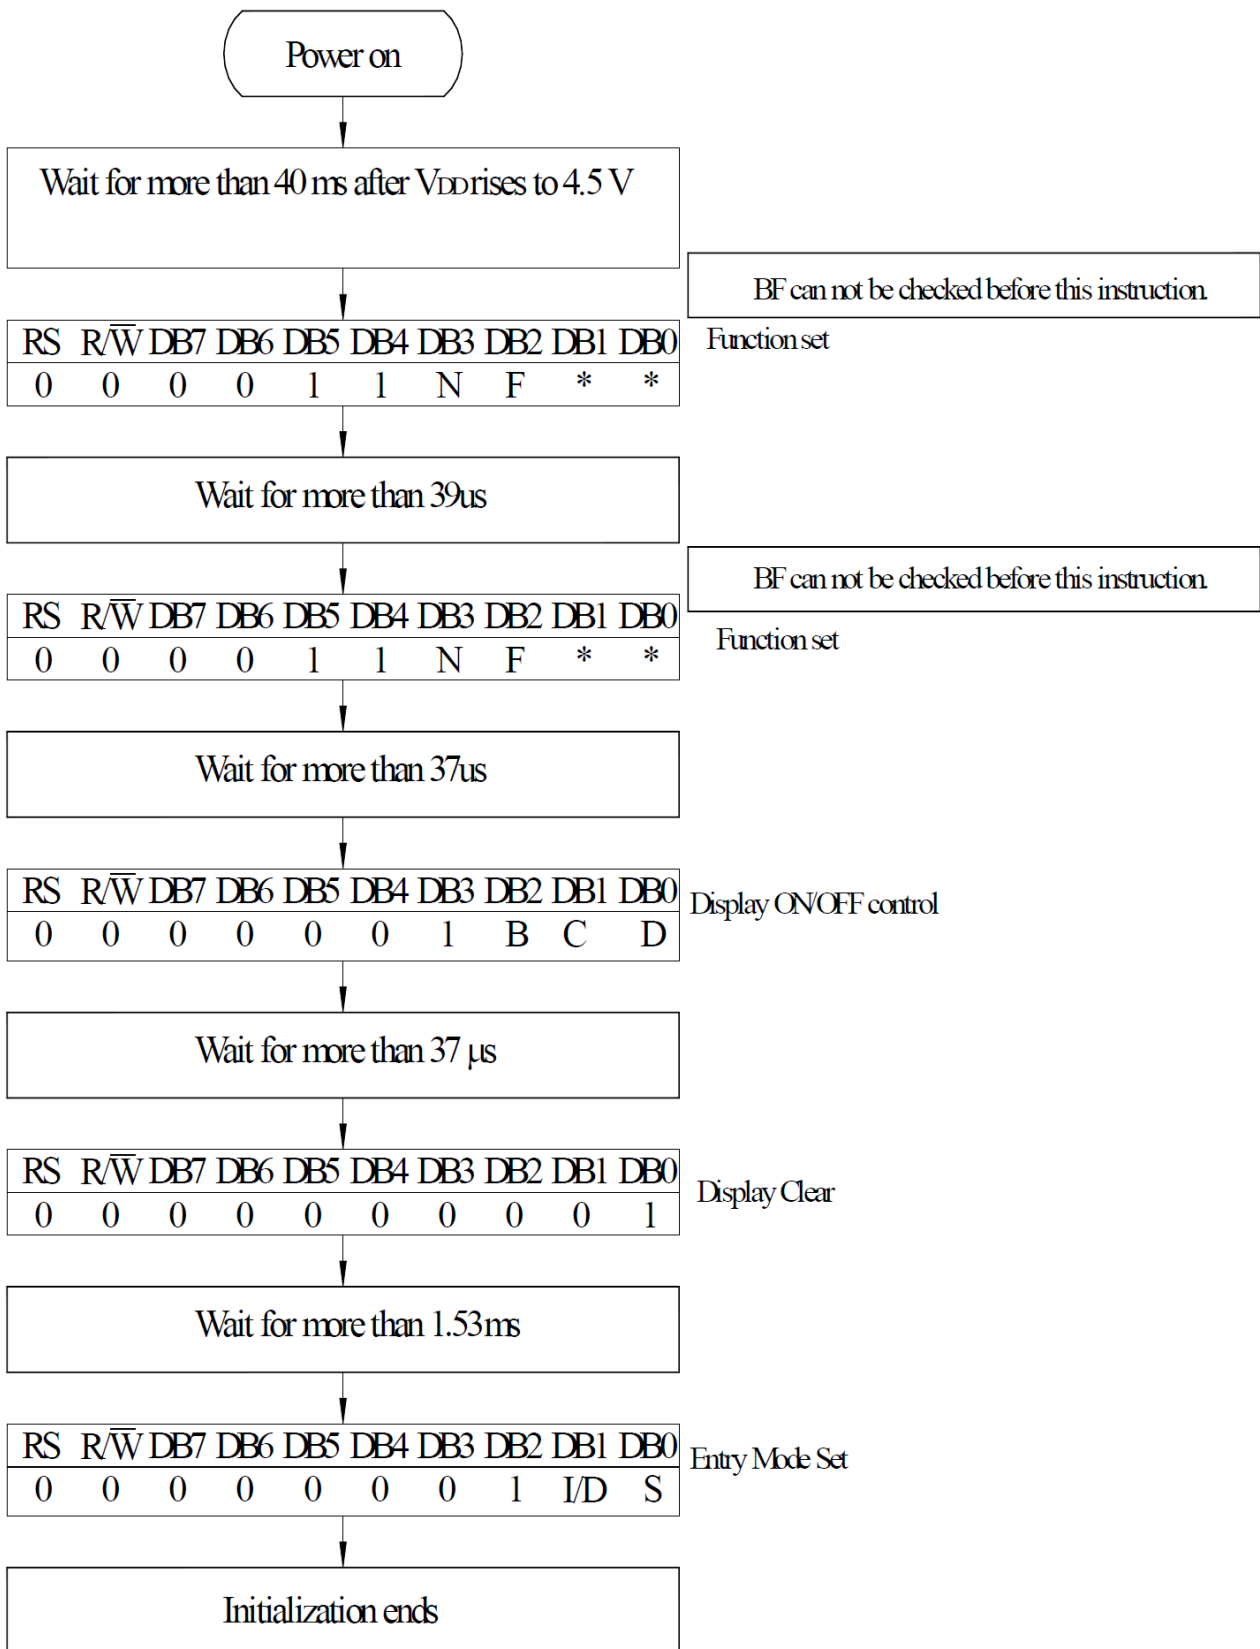 Power on
Wait for more than 40 ms after VDD rises to 4.5 V
BF can not be checked before this instruction.
RS R/W̅ DB7 DB6 DB5 DB4 DB3 DB2 DB1 DB0
Function set
0 0 0 0 1 1 N F * *
Wait for more than 39us
BF can not be checked before this instruction.
RS R/W̅ DB7 DB6 DB5 DB4 DB3 DB2 DB1 DB0
Function set
0 0 0 0 1 1 N F * *
Wait for more than 37us
RS R/W̅ DB7 DB6 DB5 DB4 DB3 DB2 DB1 DB0
Display ON/OFF control
0 0 0 0 0 0 1 B C D
Wait for more than 37 μs
RS R/W̅ DB7 DB6 DB5 DB4 DB3 DB2 DB1 DB0
Display Clear
0 0 0 0 0 0 0 0 0 1
Wait for more than 1.53ms
RS R/W̅ DB7 DB6 DB5 DB4 DB3 DB2 DB1 DB0
Entry Mode Set
0 0 0 0 0 0 0 1 I/D S
Initialization ends